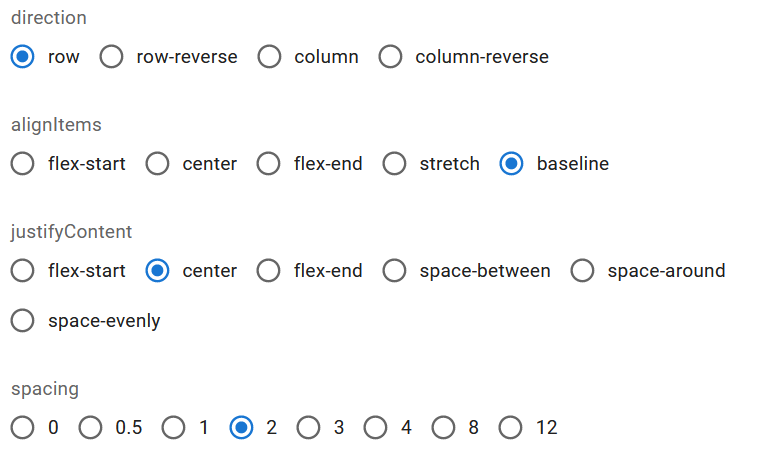 direction
row row-reverse column column-reverse
alignItems
flex-start center flex-end stretch baseline
justifyContent
flex-start center flex-end space-between space-around
space-evenly
spacing
0 0.5 1 2 3 4 8 12